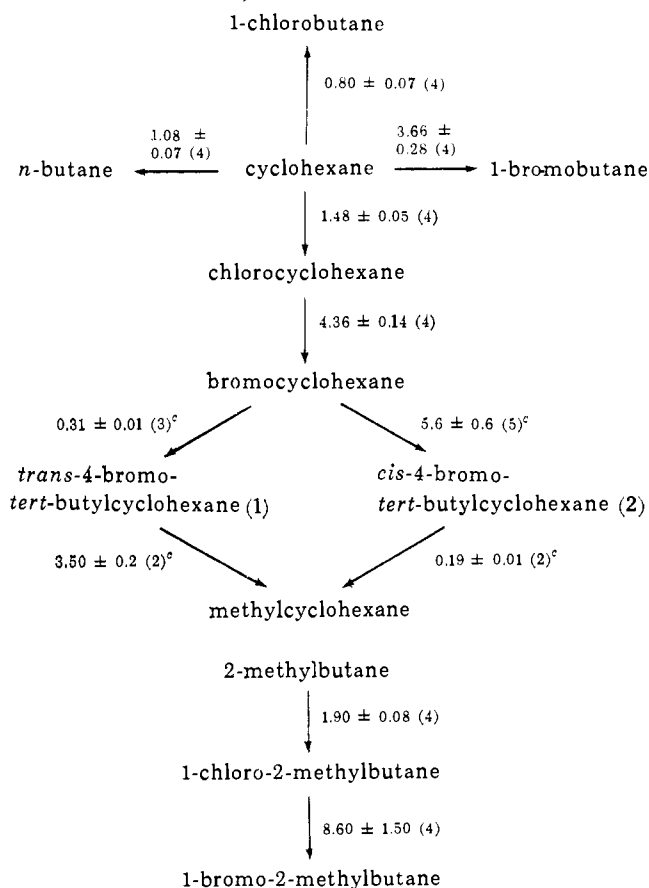 1-chlorobutane
0.80 ± 0.07 (4)
1.08 ±
0.07 (4)
3.66 ±
0.28 (4)
n-butane
cyclohexane
1-bromobutane
1.48 ± 0.05 (4)
chlorocyclohexane
4.36 ± 0.14 (4)
bromocyclohexane
0.31 ± 0.01 (3)ᶜ
5.6 ± 0.6 (5)ᶜ
trans-4-bromo-
tert-butylcyclohexane (1)
cis-4-bromo-
tert-butylcyclohexane (2)
3.50 ± 0.2 (2)ᶜ
0.19 ± 0.01 (2)ᶜ
methylcyclohexane
2-methylbutane
1.90 ± 0.08 (4)
1-chloro-2-methylbutane
8.60 ± 1.50 (4)
1-bromo-2-methylbutane